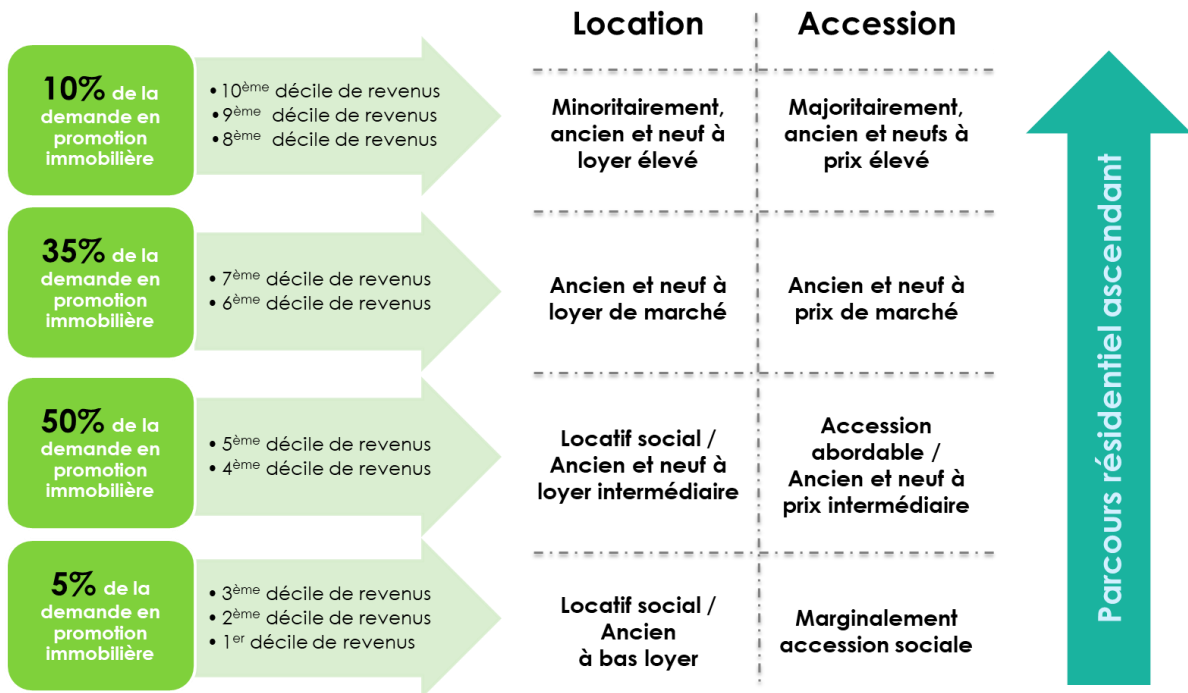 Location
Accession
10% de la
demande en
promotion
immobilière
• 10ème décile de revenus
• 9ème décile de revenus
• 8ème décile de revenus
Minoritairement,
ancien et neuf à
loyer élevé
Majoritairement,
ancien et neufs à
prix élevé
35% de la
demande en
promotion
immobilière
• 7ème décile de revenus
• 6ème décile de revenus
Ancien et neuf à
loyer de marché
Ancien et neuf à
prix de marché
50% de la
demande en
promotion
immobilière
• 5ème décile de revenus
• 4ème décile de revenus
Locatif social /
Ancien et neuf à
loyer intermédiaire
Accession
abordable /
Ancien et neuf à
prix intermédiaire
5% de la
demande en
promotion
immobilière
• 3ème décile de revenus
• 2ème décile de revenus
• 1er décile de revenus
Locatif social /
Ancien
à bas loyer
Marginalement
accession sociale
Parcours résidentiel ascendant